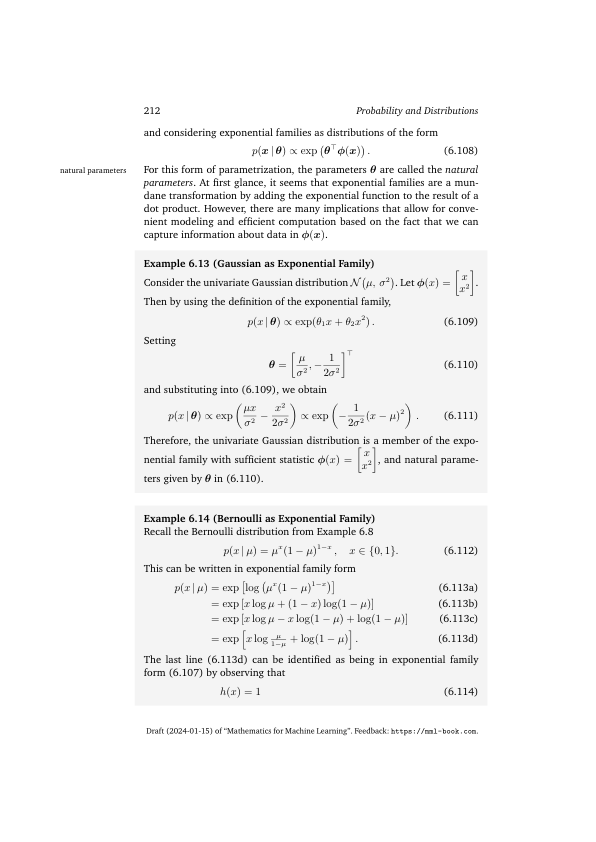 212 Probability and Distributions
and considering exponential families as distributions of the form
p(x | θ) ∝ exp (θ⊤ϕ(x)) . (6.108)
natural parameters
For this form of parametrization, the parameters θ are called the natural
parameters. At first glance, it seems that exponential families are a mun-
dane transformation by adding the exponential function to the result of a
dot product. However, there are many implications that allow for conve-
nient modeling and efficient computation based on the fact that we can
capture information about data in ϕ(x).
Example 6.13 (Gaussian as Exponential Family)
Consider the univariate Gaussian distribution N(μ, σ²). Let ϕ(x) = [x x²].
Then by using the definition of the exponential family,
p(x | θ) ∝ exp(θ₁x + θ₂x²) . (6.109)
Setting
θ = [μ/σ², −1/2σ²]⊤ (6.110)
and substituting into (6.109), we obtain
p(x | θ) ∝ exp (μx/σ² − x²/2σ²) ∝ exp (−1/2σ² (x − μ)²) . (6.111)
Therefore, the univariate Gaussian distribution is a member of the expo-
nential family with sufficient statistic ϕ(x) = [x x²], and natural parame-
ters given by θ in (6.110).
Example 6.14 (Bernoulli as Exponential Family)
Recall the Bernoulli distribution from Example 6.8
p(x | μ) = μˣ(1 − μ)¹⁻ˣ , x ∈ {0, 1}. (6.112)
This can be written in exponential family form
p(x | μ) = exp [log (μˣ(1 − μ)¹⁻ˣ)] (6.113a)
= exp [x log μ + (1 − x) log(1 − μ)] (6.113b)
= exp [x log μ − x log(1 − μ) + log(1 − μ)] (6.113c)
= exp [x log μ/1−μ + log(1 − μ)] . (6.113d)
The last line (6.113d) can be identified as being in exponential family
form (6.107) by observing that
h(x) = 1 (6.114)
Draft (2024-01-15) of “Mathematics for Machine Learning”. Feedback: https://mml-book.com.